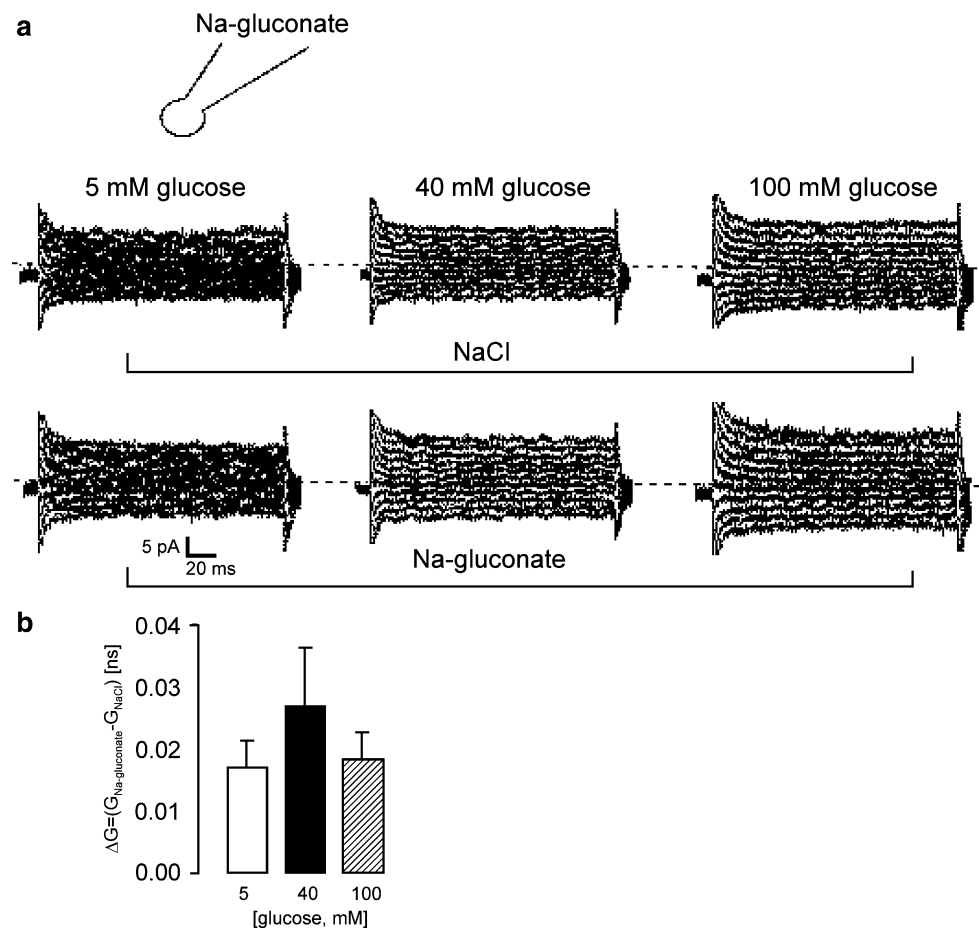 a
Na-gluconate
5 mM glucose 40 mM glucose 100 mM glucose
NaCl
5 pA
20 ms
Na-gluconate
b
ΔG=(GNa-gluconate-GNaCl) [ns]
0.04
0.03
0.02
0.01
0.00
5 40 100
[glucose, mM]